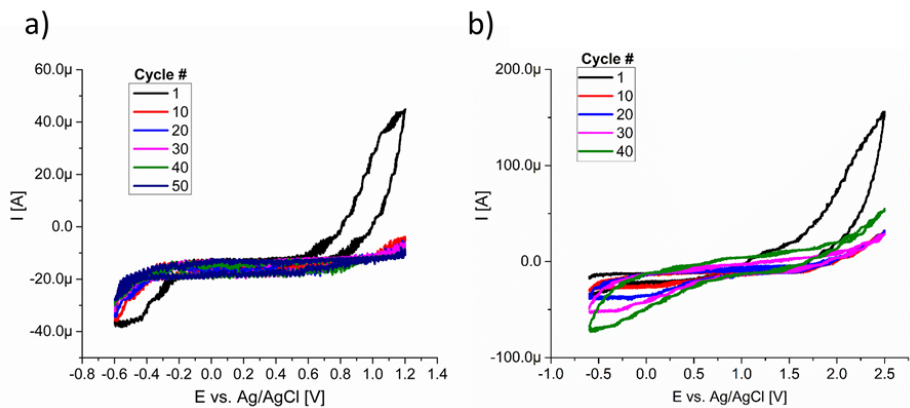 a)
Cycle #
1
10
20
30
40
50
60.0µ
40.0µ
20.0µ
0.0
-20.0µ
-40.0µ
I [A]
-0.8 -0.6 -0.4 -0.2 0.0 0.2 0.4 0.6 0.8 1.0 1.2 1.4
E vs. Ag/AgCl [V]
b)
Cycle #
1
10
20
30
40
200.0µ
100.0µ
0.0
-100.0µ
I [A]
-1.0 -0.5 0.0 0.5 1.0 1.5 2.0 2.5
E vs. Ag/AgCl [V]